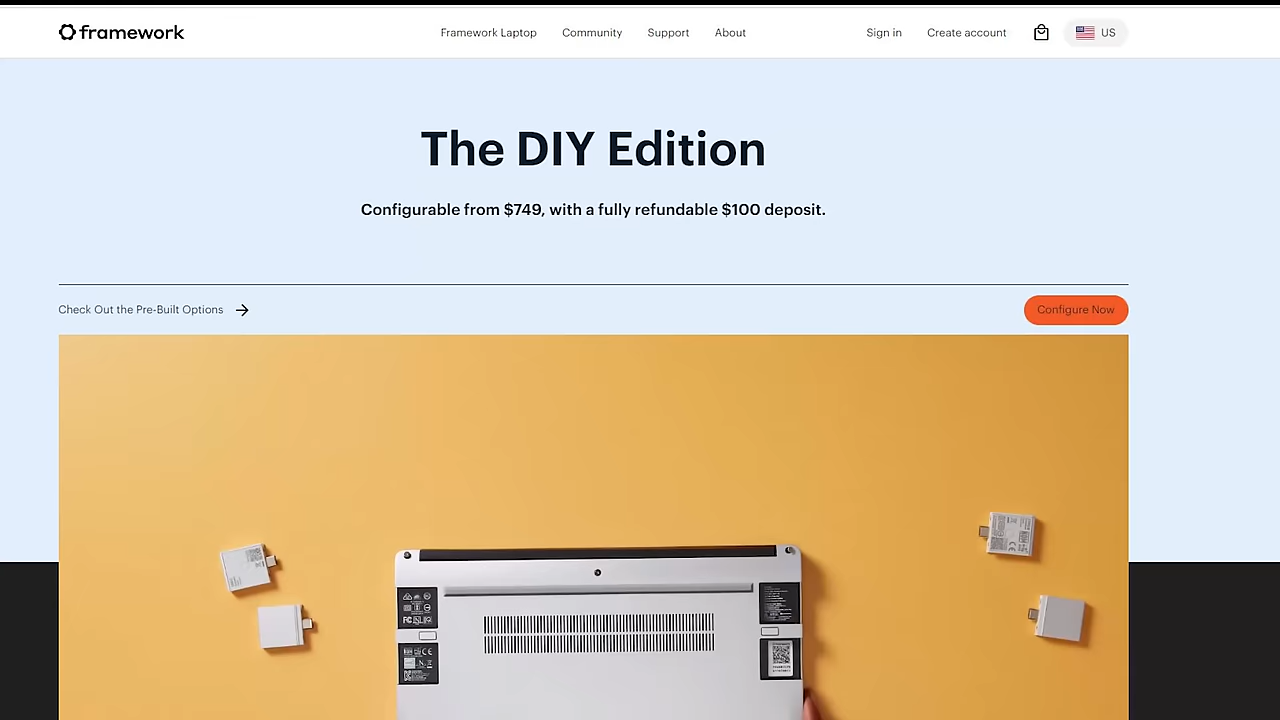 framework
Framework Laptop
Community
Support
About
Sign in
Create account
US
The DIY Edition
Configurable from $749, with a fully refundable $100 deposit.
Check Out the Pre-Built Options
Configure Now